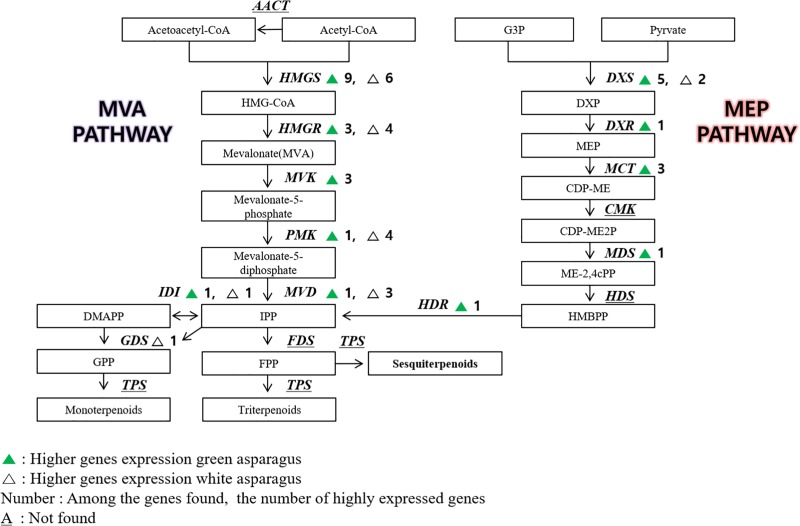 AACT
Acetoacetyl-CoA
Acetyl-CoA
G3P
Pyrvate
HMGS ▲ 9, △ 6
DXS ▲ 5, △ 2
MVA
PATHWAY
HMG-CoA
DXP
MEP
PATHWAY
HMGR ▲ 3, △ 4
DXR ▲ 1
Mevalonate(MVA)
MEP
MVK ▲ 3
MCT ▲ 3
Mevalonate-5-
phosphate
CDP-ME
CMK
PMK ▲ 1, △ 4
CDP-ME2P
MDS ▲ 1
Mevalonate-5-
diphosphate
ME-2,4cPP
IDI ▲ 1, △ 1
MVD ▲ 1, △ 3
HDR ▲ 1
HDS
DMAPP
IPP
HMBPP
GDS △ 1
FDS
TPS
GPP
FPP
Sesquiterpenoids
TPS
TPS
Monoterpenoids
Triterpenoids
▲ : Higher genes expression green asparagus
△ : Higher genes expression white asparagus
Number : Among the genes found, the number of highly expressed genes
A : Not found